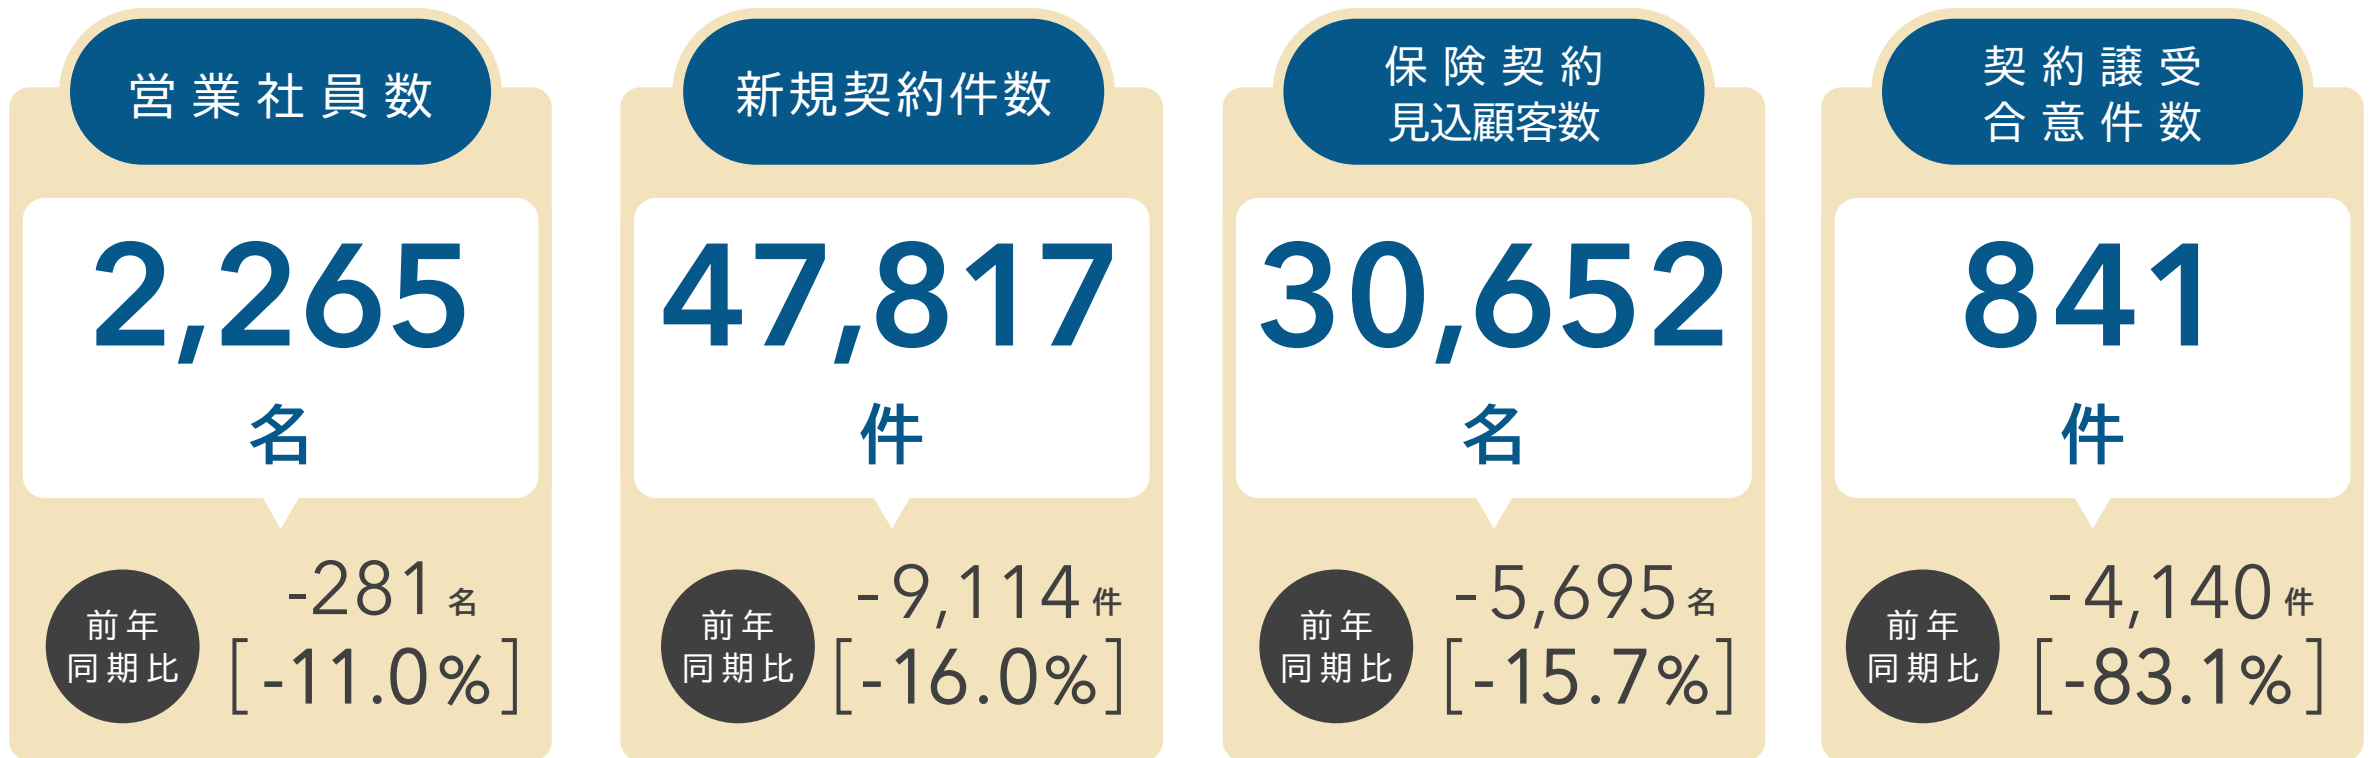 営業社員数
2,265
名
前年
同期比
-281名
[-11.0%]
新規契約件数
47,817
件
前年
同期比
-9,114件
[-16.0%]
保険契約
見込顧客数
30,652
名
前年
同期比
-5,695名
[-15.7%]
契約譲受
合意件数
841
件
前年
同期比
-4,140件
[-83.1%]